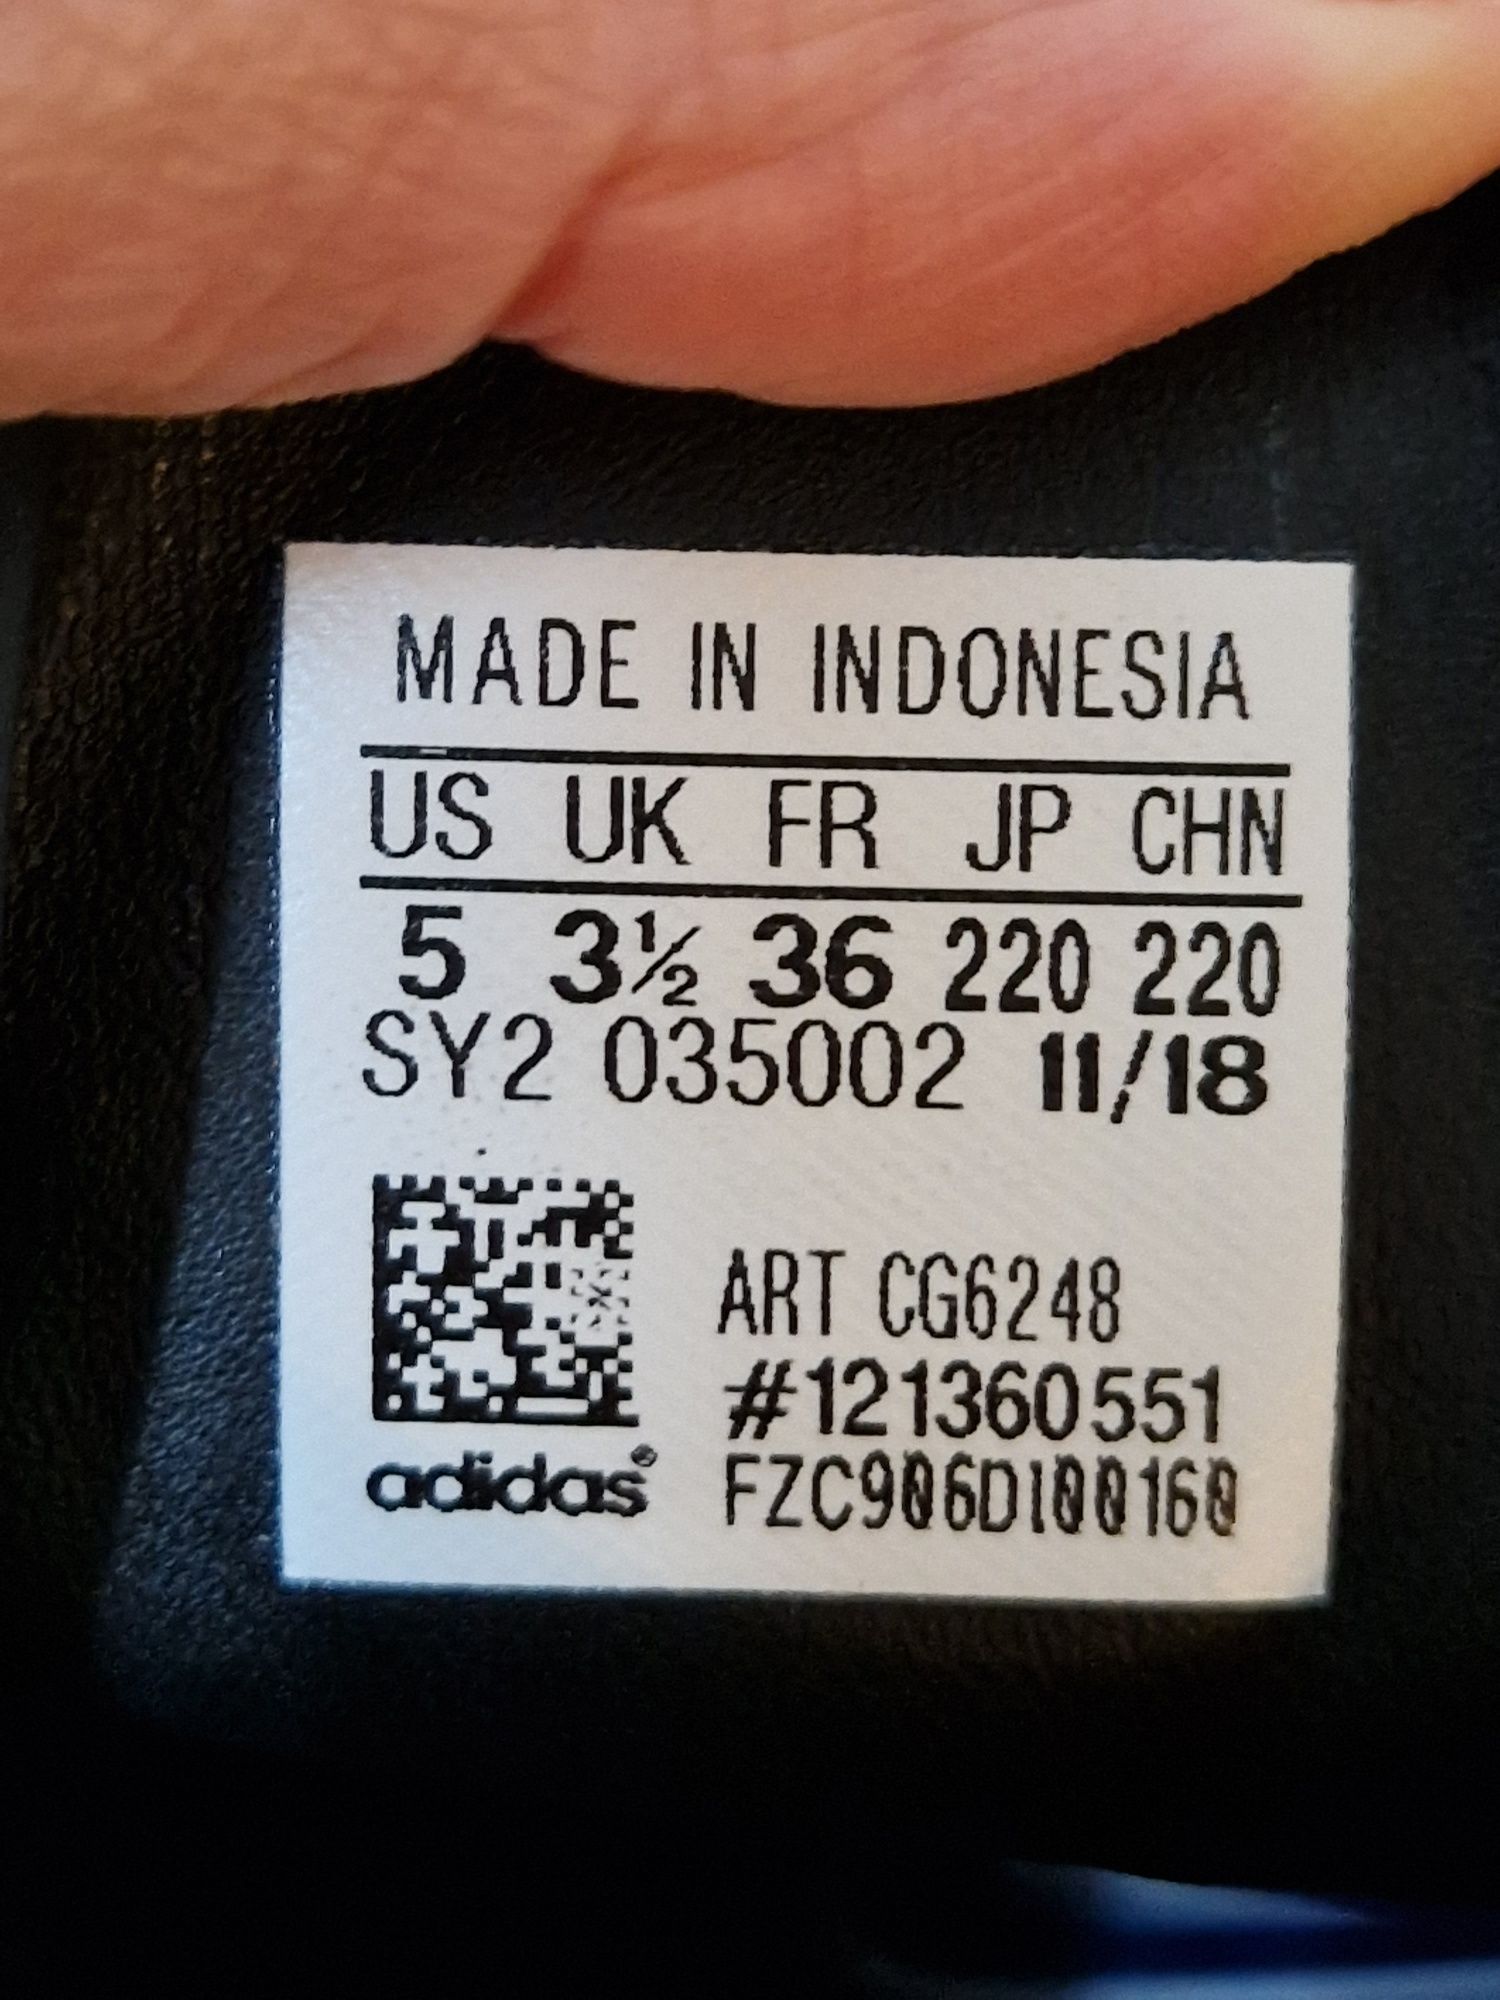 MADE IN INDONESIA
US UK FR JP CHN
5 3½ 36 220 220
SY2 035002 11/18
ART CG6248
#121360551
adidas® FZC906DI00160